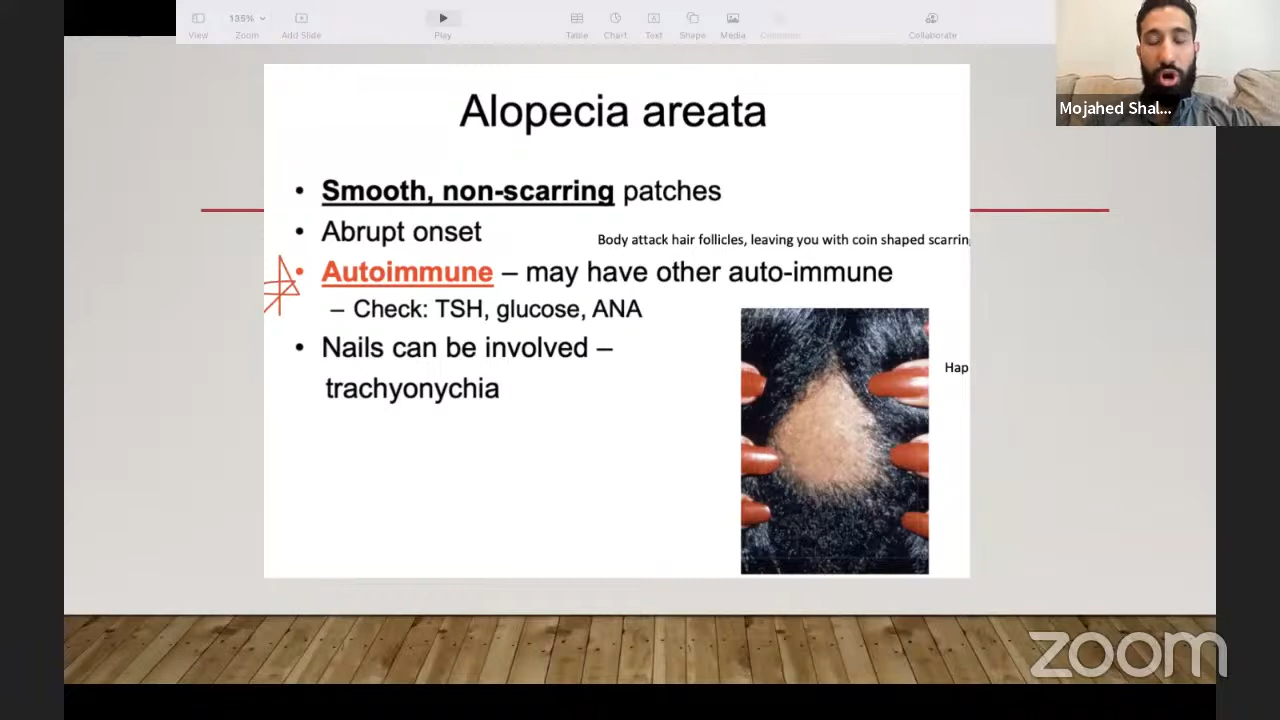 135%
View
Zoom
Add Slide
Play
Table
Chart
Text
Shape
Media
Comment
Collaborate
Mojahed Shal...
Alopecia areata
• Smooth, non-scarring patches
• Abrupt onset
Body attack hair follicles, leaving you with coin shaped scarrin
• Autoimmune – may have other auto-immune
– Check: TSH, glucose, ANA
• Nails can be involved –
trachyonychia
Hap
zoom